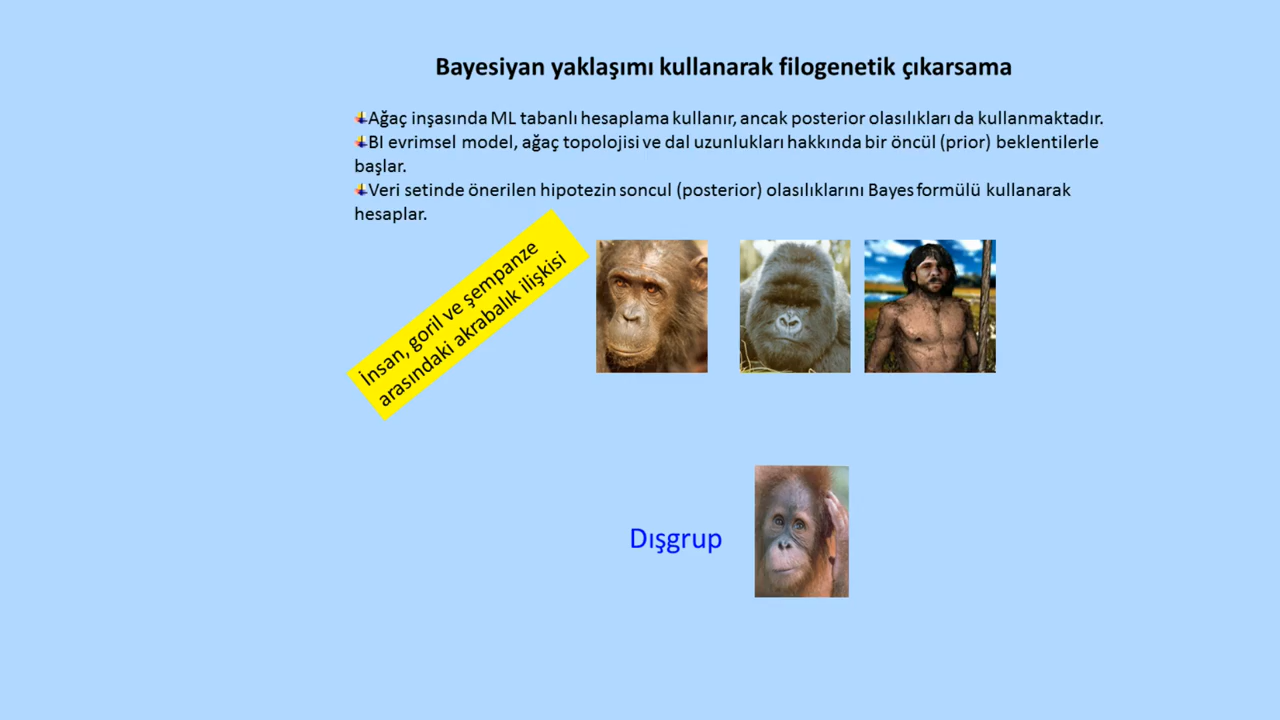 Bayesiyan yaklaşımı kullanarak filogenetik çıkarsama
Ağaç inşasında ML tabanlı hesaplama kullanır, ancak posterior olasılıkları da kullanmaktadır.
BI evrimsel model, ağaç topolojisi ve dal uzunlukları hakkında bir öncül (prior) beklentilerle
başlar.
Veri setinde önerilen hipotezin soncul (posterior) olasılıklarını Bayes formülü kullanarak
hesaplar.
İnsan, goril ve şempanze
arasındaki akrabalık ilişkisi
Dışgrup